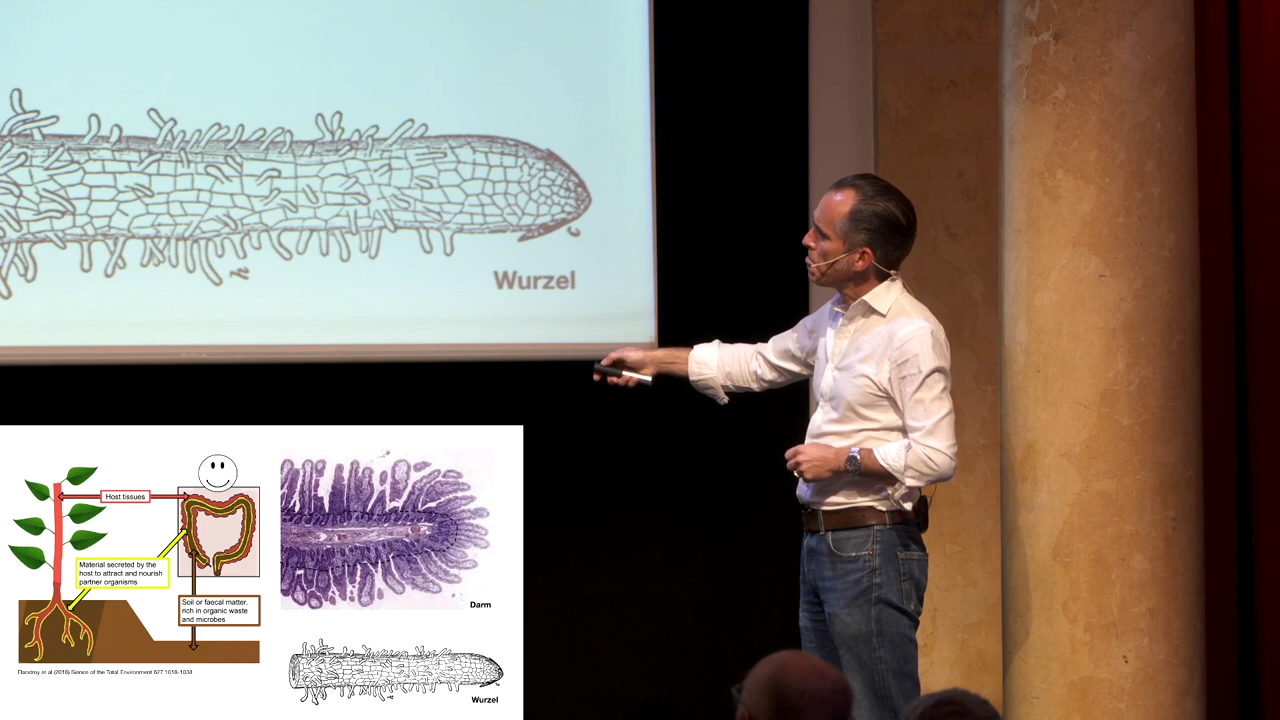 Wurzel
Host tissues
Material secreted by the
host to attract and nourish
partner organisms
Soil or faecal matter,
rich in organic waste
and microbes
Darm
Wurzel
Flandroy et al (2018) Science of the Total Environment 627:1018-1038